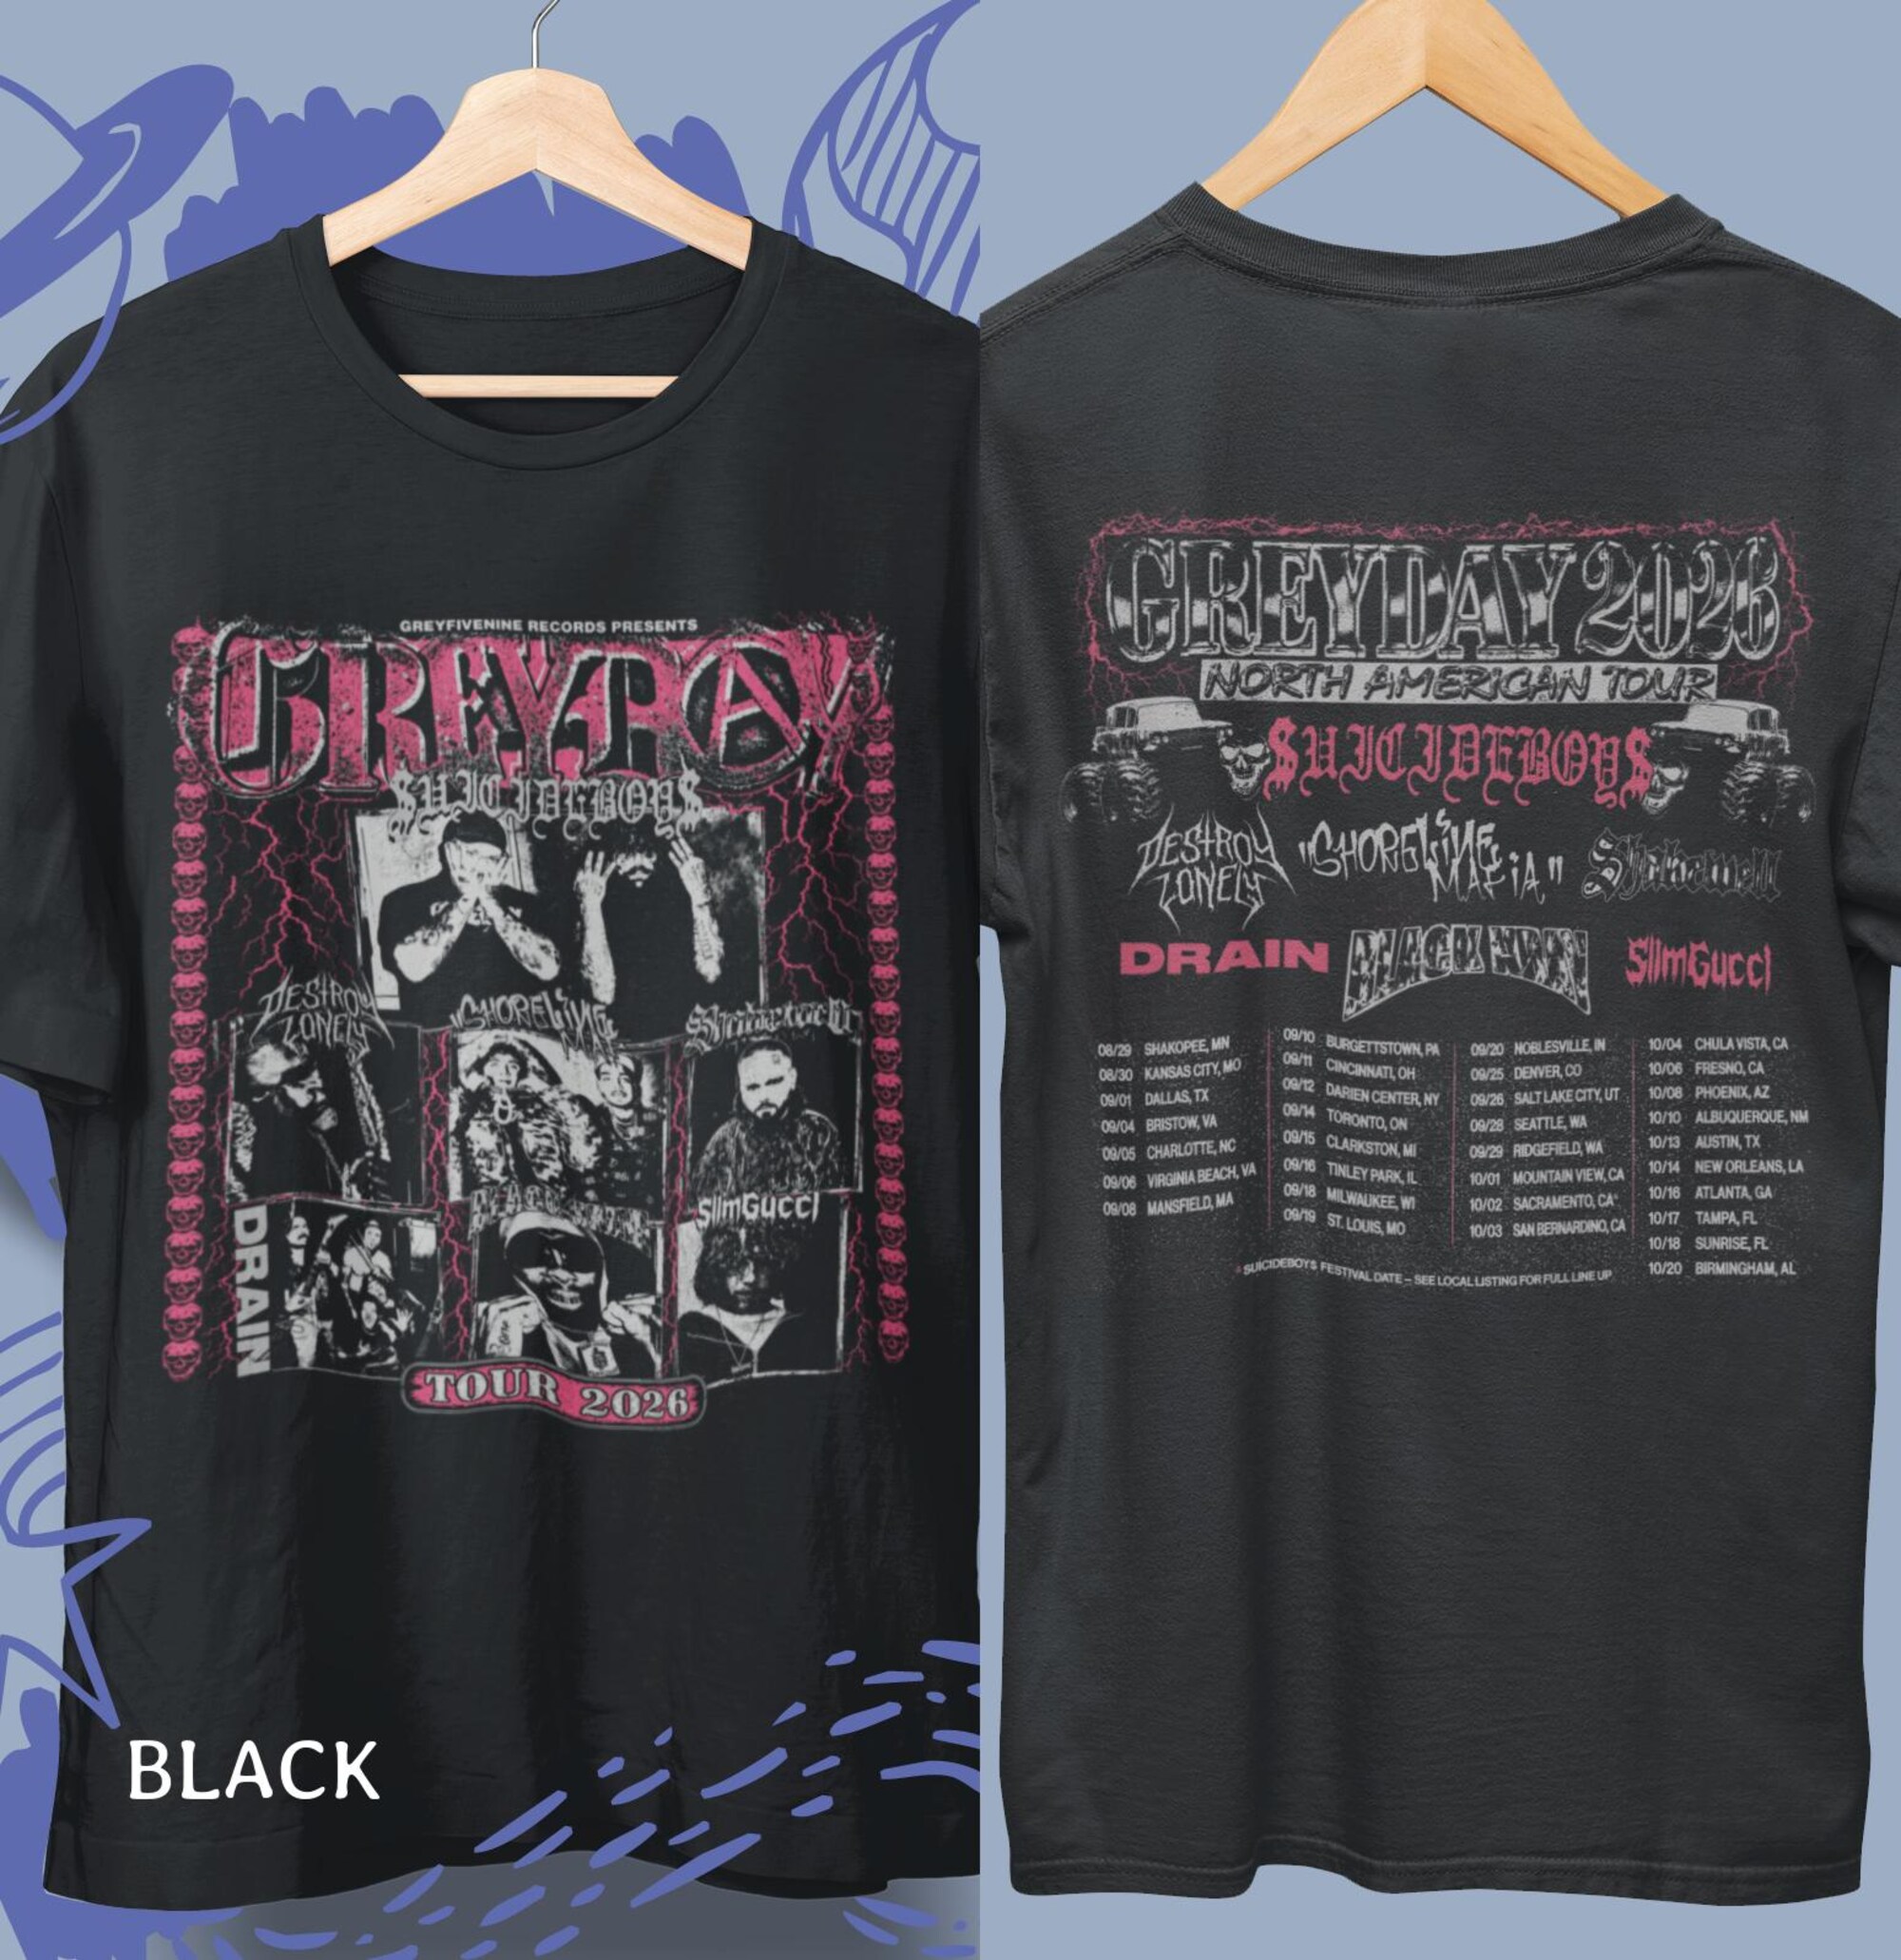 GREYFIVENINE RECORDS PRESENTS
GREYDAY
$UICIDEBOY$
DESTROY LONELY
SHORELINE
MAF
Shakewell
DRAIN
BLACK KRAY
SlimGucci
TOUR 2026
BLACK
GREYDAY 2026
NORTH AMERICAN TOUR
$UICIDEBOY$
DESTROY LONELY
"SHORELINE MAFIA"
Shakewell
DRAIN
BLACK KRAY
SlimGucci
08/29 SHAKOPEE, MN
08/30 KANSAS CITY, MO
09/01 DALLAS, TX
09/04 BRISTOW, VA
09/05 CHARLOTTE, NC
09/06 VIRGINIA BEACH, VA
09/08 MANSFIELD, MA
09/10 BURGETTSTOWN, PA
09/11 CINCINNATI, OH
09/12 DARIEN CENTER, NY
09/14 TORONTO, ON
09/15 CLARKSTON, MI
09/16 TINLEY PARK, IL
09/18 MILWAUKEE, WI
09/19 ST. LOUIS, MO
09/20 NOBLESVILLE, IN
09/25 DENVER, CO
09/26 SALT LAKE CITY, UT
09/28 SEATTLE, WA
09/29 RIDGEFIELD, WA
10/01 MOUNTAIN VIEW, CA
10/02 SACRAMENTO, CA*
10/03 SAN BERNARDINO, CA
10/04 CHULA VISTA, CA
10/06 FRESNO, CA
10/08 PHOENIX, AZ
10/10 ALBUQUERQUE, NM
10/13 AUSTIN, TX
10/14 NEW ORLEANS, LA
10/16 ATLANTA, GA
10/17 TAMPA, FL
10/18 SUNRISE, FL
10/20 BIRMINGHAM, AL
* SUICIDEBOYS FESTIVAL DATE – SEE LOCAL LISTING FOR FULL LINE UP